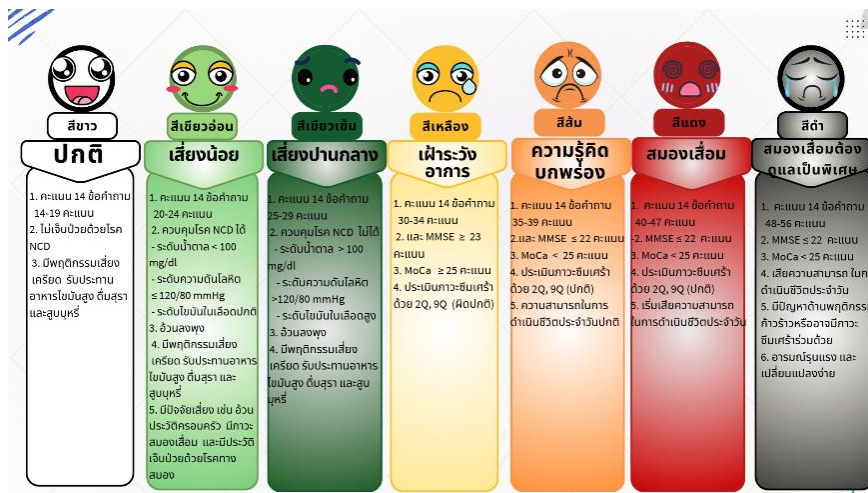 สีขาว
ปกติ
1. คะแนน 14 ข้อคำถาม
14-19 คะแนน
2. ไม่เจ็บป่วยด้วยโรค
NCD
3. มีพฤติกรรมเสี่ยง
เครียด รับประทาน
อาหารไขมันสูง ดื่มสุรา
และสูบบุหรี่
สีเขียวอ่อน
เสี่ยงน้อย
1. คะแนน 14 ข้อคำถาม
20-24 คะแนน
2. ควบคุมโรค NCD ได้
- ระดับน้ำตาล < 100
mg/dl
- ระดับความดันโลหิต
≤ 120/80 mmHg
- ระดับไขมันในเลือดปกติ
3. อ้วนลงพุง
4. มีพฤติกรรมเสี่ยง
เครียด รับประทานอาหาร
ไขมันสูง ดื่มสุรา และ
สูบบุหรี่
5. มีปัจจัยเสี่ยง เช่น อ้วน
ประวัติครอบครัว มีภาวะ
สมองเสื่อม และมีประวัติ
เจ็บป่วยด้วยโรคทาง
สมอง
สีเขียวเข้ม
เสี่ยงปานกลาง
1. คะแนน 14 ข้อคำถาม
25-29 คะแนน
2. ควบคุมโรค NCD ไม่ได้
- ระดับน้ำตาล > 100
mg/dl
- ระดับความดันโลหิต
>120/80 mmHg
- ระดับไขมันในเลือดสูง
3. อ้วนลงพุง
4. มีพฤติกรรมเสี่ยง
เครียด รับประทานอาหาร
ไขมันสูง ดื่มสุรา และสูบ
บุหรี่
สีเหลือง
เฝ้าระวัง
อาการ
1. คะแนน 14 ข้อคำถาม
30-34 คะแนน
2. และ MMSE ≥ 23
คะแนน
3. MoCa ≥ 25 คะแนน
4. ประเมินภาวะซึมเศร้า
ด้วย 2Q, 9Q (ผิดปกติ)
สีส้ม
ความรู้คิด
บกพร่อง
1. คะแนน 14 ข้อคำถาม
35-39 คะแนน
2.และ MMSE ≤ 22 คะแนน
3. MoCa < 25 คะแนน
4. ประเมินภาวะซึมเศร้า
ด้วย 2Q, 9Q (ปกติ)
5. ความสามารถในการ
ดำเนินชีวิตประจำวันปกติ
สีแดง
สมองเสื่อม
1. คะแนน 14 ข้อคำถาม
40-47 คะแนน
-2. MMSE ≤ 22 คะแนน
3. MoCa < 25 คะแนน
4. ประเมินภาวะซึมเศร้า
ด้วย 2Q, 9Q (ปกติ)
5. เริ่มเสียความสามารถ
ในการดำเนินชีวิตประจำวัน
สีดำ
สมองเสื่อมต้อง
ดูแลเป็นพิเศษ
1. คะแนน 14 ข้อคำถาม
48-56 คะแนน
2. MMSE ≤ 22 คะแนน
3. MoCa < 25 คะแนน
4. เสียความสามารถ ในก
ดำเนินชีวิตประจำวัน
5. มีปัญหาด้านพฤติกรรม
ก้าวร้าวหรืออาจมีภาวะ
ซึมเศร้าร่วมด้วย
6. อารมณ์รุนแรง และ
เปลี่ยนแปลงง่าย